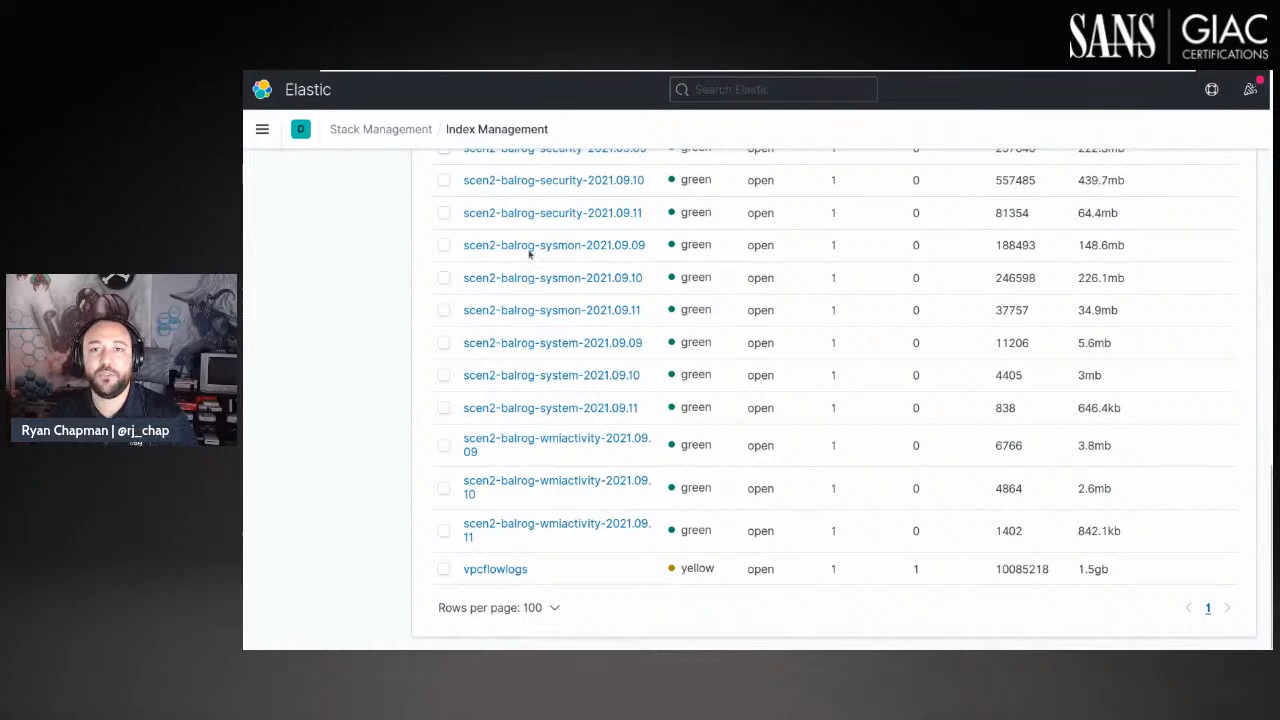 SANS GIAC
CERTIFICATIONS
Elastic
Search Elastic
D Stack Management / Index Management
green open 1 0
scen2-balrog-security-2021.09.10 green open 1 0 557485 439.7mb
scen2-balrog-security-2021.09.11 green open 1 0 81354 64.4mb
scen2-balrog-sysmon-2021.09.09 green open 1 0 188493 148.6mb
scen2-balrog-sysmon-2021.09.10 green open 1 0 246598 226.1mb
scen2-balrog-sysmon-2021.09.11 green open 1 0 37757 34.9mb
scen2-balrog-system-2021.09.09 green open 1 0 11206 5.6mb
scen2-balrog-system-2021.09.10 green open 1 0 4405 3mb
scen2-balrog-system-2021.09.11 green open 1 0 838 646.4kb
scen2-balrog-wmiactivity-2021.09.
09 green open 1 0 6766 3.8mb
scen2-balrog-wmiactivity-2021.09.
10 green open 1 0 4864 2.6mb
scen2-balrog-wmiactivity-2021.09.
11 green open 1 0 1402 842.1kb
vpcflowlogs yellow open 1 1 10085218 1.5gb
Rows per page: 100
1
Ryan Chapman | @rj_chap